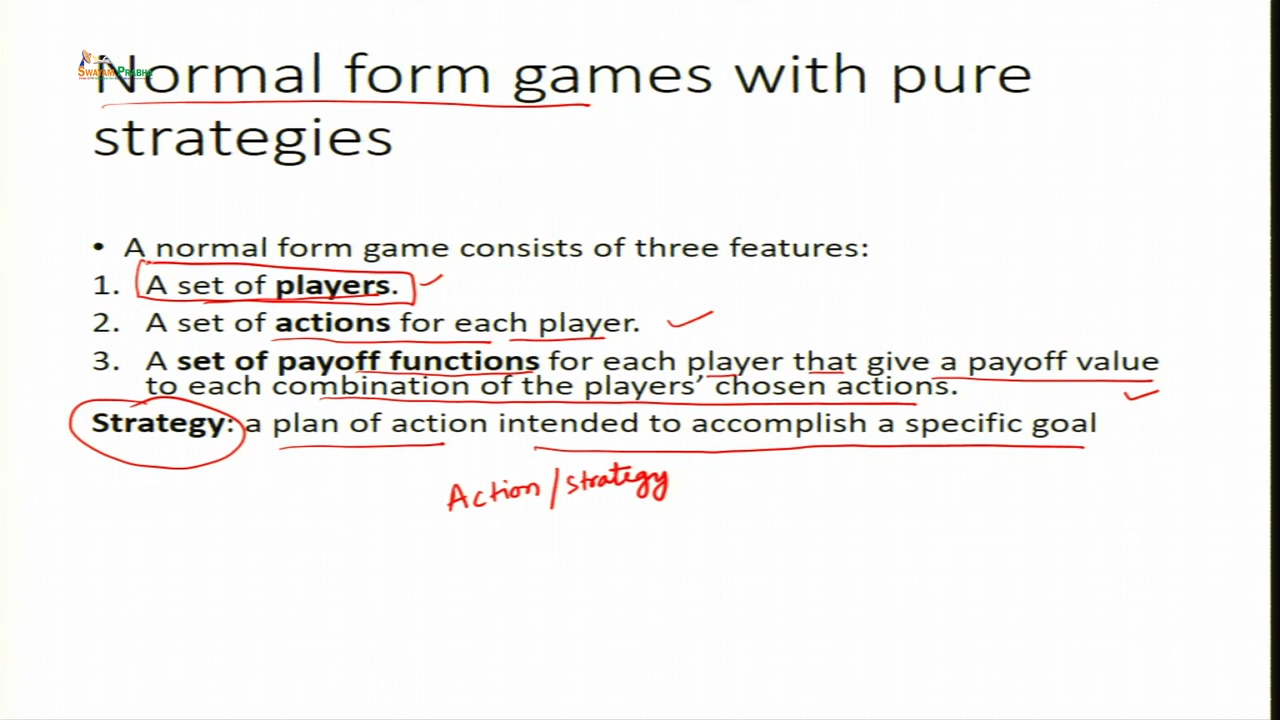 SWAYAM PRABHA
Normal form games with pure
strategies
• A normal form game consists of three features:
1. A set of players.
2. A set of actions for each player.
3. A set of payoff functions for each player that give a payoff value
to each combination of the players’ chosen actions.
Strategy: a plan of action intended to accomplish a specific goal
Action/strategy